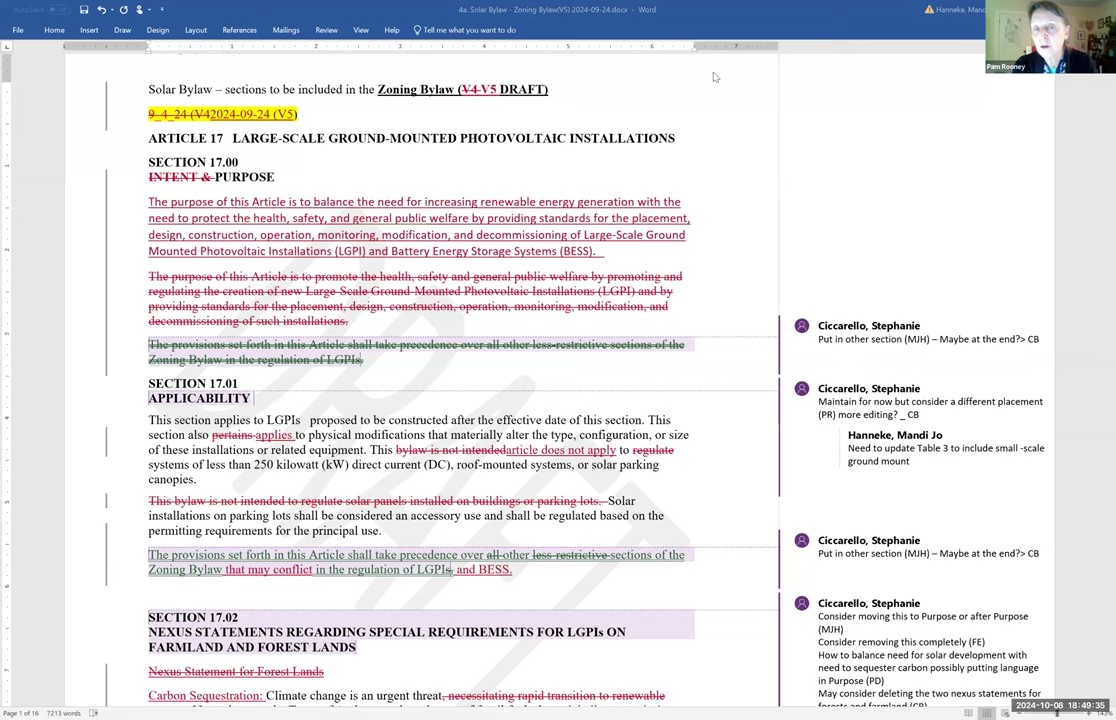 4a. Solar Bylaw - Zoning Bylaw(V5) 2024-09-24.docx - Word
Hanneke, Mand
File Home Insert Draw Design Layout References Mailings Review View Help Tell me what you want to do
Pam Rooney
Solar Bylaw – sections to be included in the Zoning Bylaw (V4 V5 DRAFT)
9_4_24 (V42024-09-24 (V5)
ARTICLE 17 LARGE-SCALE GROUND-MOUNTED PHOTOVOLTAIC INSTALLATIONS
SECTION 17.00
INTENT & PURPOSE
The purpose of this Article is to balance the need for increasing renewable energy generation with the
need to protect the health, safety, and general public welfare by providing standards for the placement,
design, construction, operation, monitoring, modification, and decommissioning of Large-Scale Ground
Mounted Photovoltaic Installations (LGPI) and Battery Energy Storage Systems (BESS).
The purpose of this Article is to promote the health, safety and general public welfare by promoting and
regulating the creation of new Large-Scale Ground-Mounted Photovoltaic Installations (LGPI) and by
providing standards for the placement, design, construction, operation, monitoring, modification, and
decommissioning of such installations.
The provisions set forth in this Article shall take precedence over all other less-restrictive sections of the
Zoning Bylaw in the regulation of LGPIs.
Ciccarello, Stephanie
Put in other section (MJH) – Maybe at the end?> CB
SECTION 17.01
APPLICABILITY
Ciccarello, Stephanie
Maintain for now but consider a different placement
(PR) more editing? _ CB
Hanneke, Mandi Jo
Need to update Table 3 to include small -scale
ground mount
This section applies to LGPIs proposed to be constructed after the effective date of this section. This
section also pertains applies to physical modifications that materially alter the type, configuration, or size
of these installations or related equipment. This bylaw is not intendedarticle does not apply to regulate
systems of less than 250 kilowatt (kW) direct current (DC), roof-mounted systems, or solar parking
canopies.
This bylaw is not intended to regulate solar panels installed on buildings or parking lots. Solar
installations on parking lots shall be considered an accessory use and shall be regulated based on the
permitting requirements for the principal use.
The provisions set forth in this Article shall take precedence over all other less restrictive sections of the
Zoning Bylaw that may conflict in the regulation of LGPIs. and BESS.
Ciccarello, Stephanie
Put in other section (MJH) – Maybe at the end?> CB
SECTION 17.02
NEXUS STATEMENTS REGARDING SPECIAL REQUIREMENTS FOR LGPIs ON
FARMLAND AND FOREST LANDS
Ciccarello, Stephanie
Consider moving this to Purpose or after Purpose
(MJH)
Consider removing this completely (FE)
How to balance need for solar development with
need to sequester carbon possibly putting language
in Purpose (PD)
May consider deleting the two nexus statements for
Nexus Statement for Forest Lands
Carbon Sequestration: Climate change is an urgent threat, necessitating rapid transition to renewable
2024-10-08 18:49:35
Page 1 of 16 7213 words
DRAFT